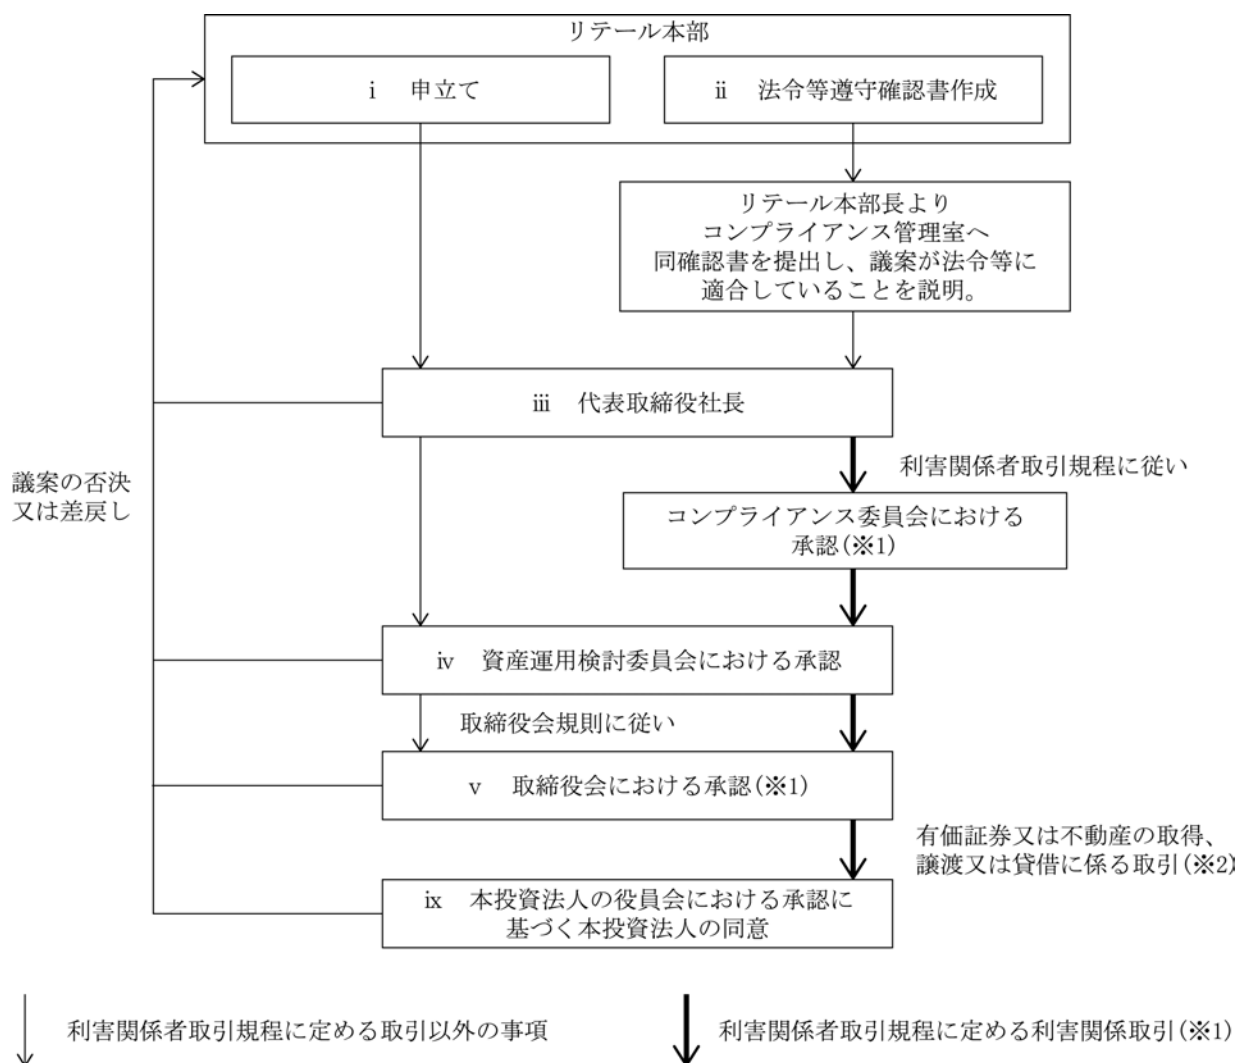 リテール本部
ⅰ 申立て
ⅱ 法令等遵守確認書作成
リテール本部長より
コンプライアンス管理室へ
同確認書を提出し、議案が法令等に
適合していることを説明。
ⅲ 代表取締役社長
議案の否決
又は差戻し
利害関係者取引規程に従い
コンプライアンス委員会における
承認(※1)
ⅳ 資産運用検討委員会における承認
取締役会規則に従い
ⅴ 取締役会における承認(※1)
有価証券又は不動産の取得、
譲渡又は貸借に係る取引(※2)
ⅸ 本投資法人の役員会における承認に
基づく本投資法人の同意
利害関係者取引規程に定める取引以外の事項
利害関係者取引規程に定める利害関係取引(※1)